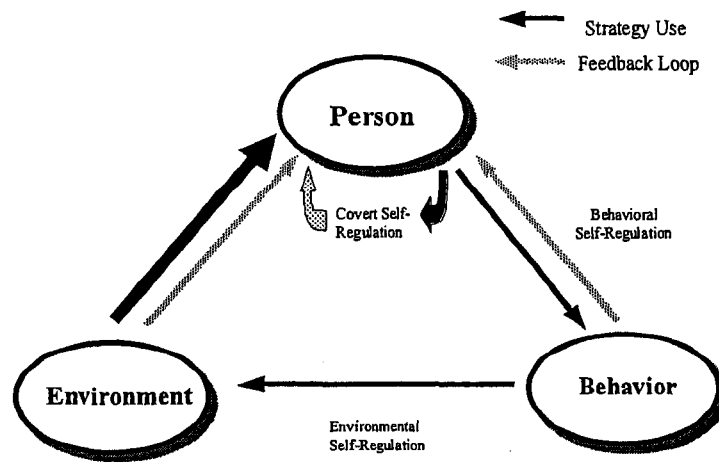 Strategy Use
Feedback Loop
Person
Covert Self-
Regulation
Behavioral
Self-Regulation
Environment
Behavior
Environmental
Self-Regulation